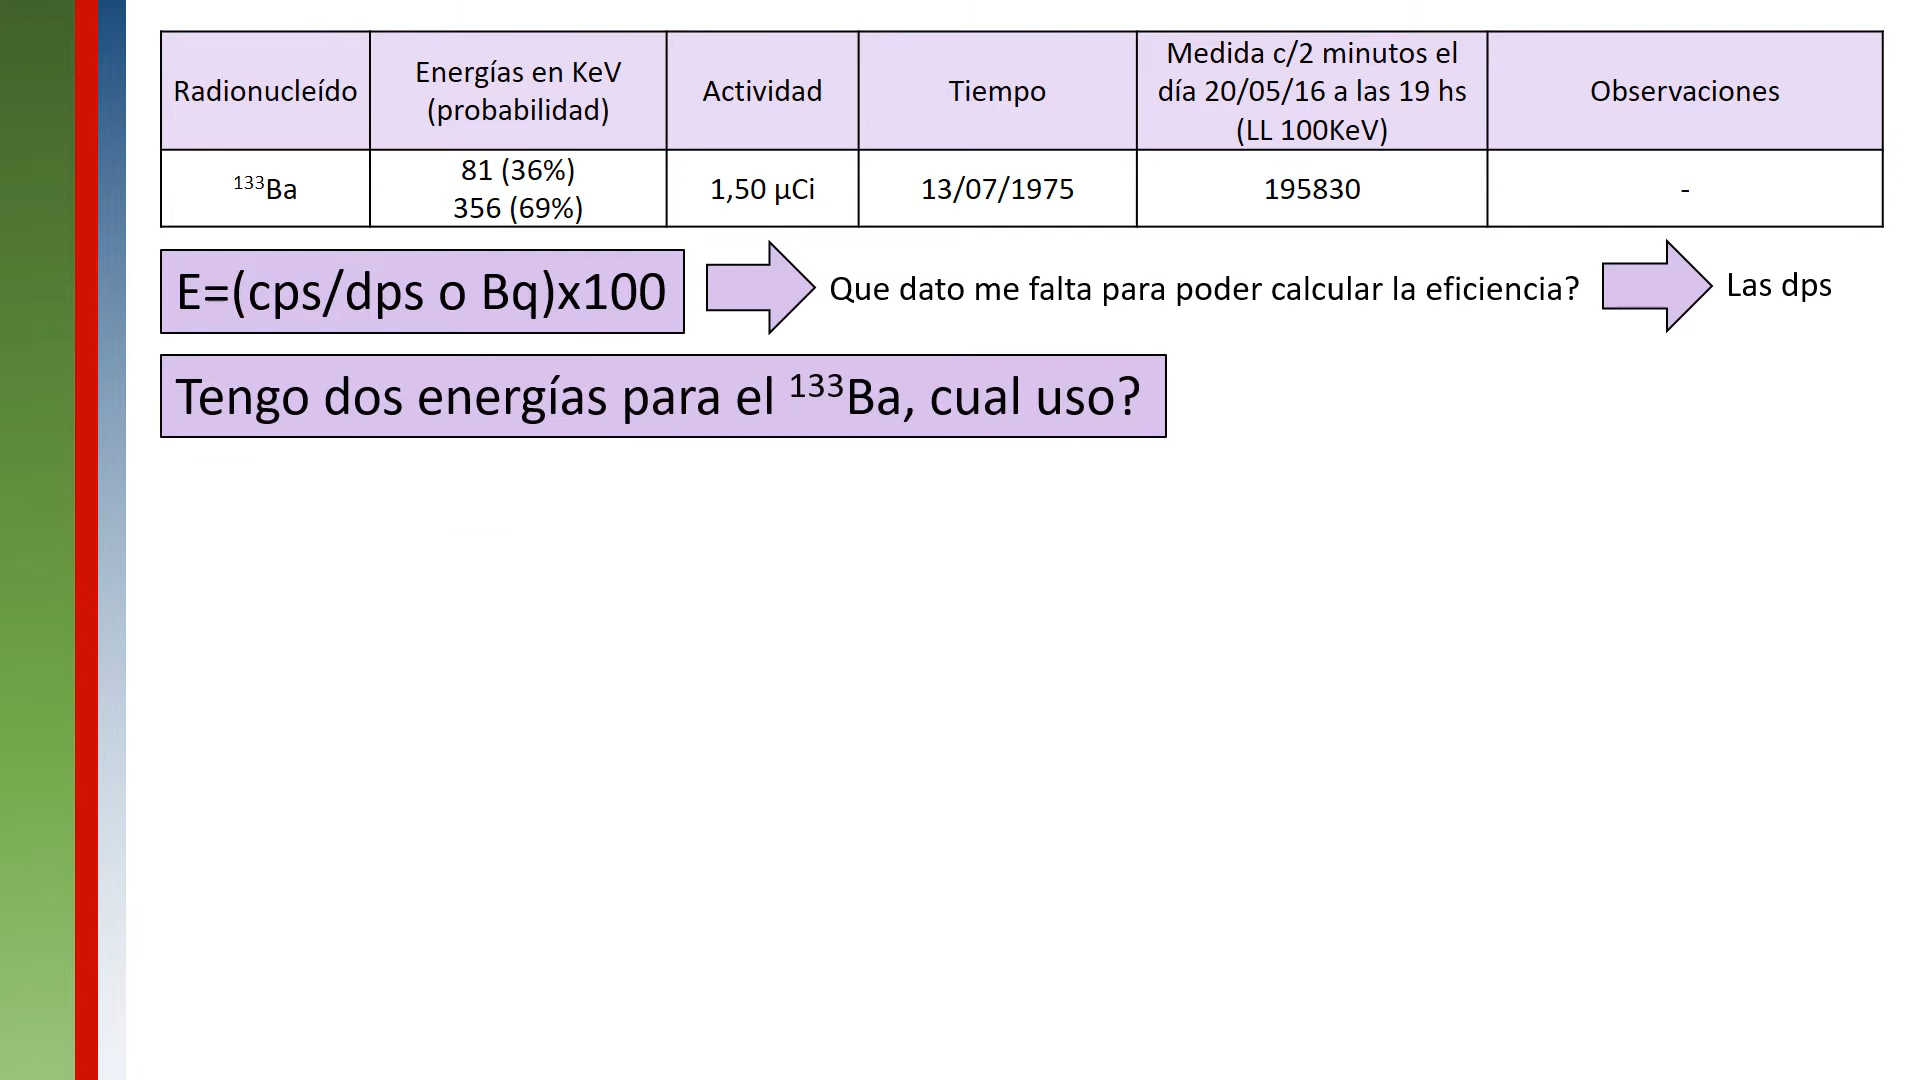 Radionucleído
Energías en KeV
(probabilidad)
Actividad
Tiempo
Medida c/2 minutos el
día 20/05/16 a las 19 hs
(LL 100KeV)
Observaciones
¹³³Ba
81 (36%)
356 (69%)
1,50 µCi
13/07/1975
195830
-
E=(cps/dps o Bq)x100
Que dato me falta para poder calcular la eficiencia?
Las dps
Tengo dos energías para el ¹³³Ba, cual uso?